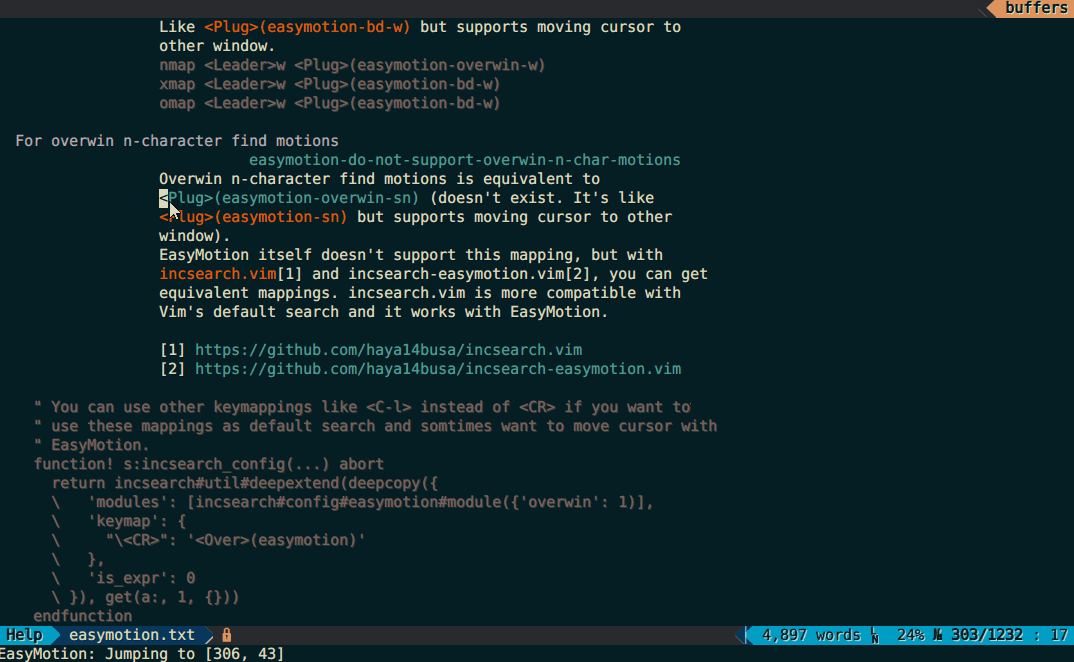 buffers
Like <Plug>(easymotion-bd-w) but supports moving cursor to
other window.
nmap <Leader>w <Plug>(easymotion-overwin-w)
xmap <Leader>w <Plug>(easymotion-bd-w)
omap <Leader>w <Plug>(easymotion-bd-w)
For overwin n-character find motions
easymotion-do-not-support-overwin-n-char-motions
Overwin n-character find motions is equivalent to
<Plug>(easymotion-overwin-sn) (doesn't exist. It's like
<Plug>(easymotion-sn) but supports moving cursor to other
window).
EasyMotion itself doesn't support this mapping, but with
incsearch.vim[1] and incsearch-easymotion.vim[2], you can get
equivalent mappings. incsearch.vim is more compatible with
Vim's default search and it works with EasyMotion.
[1] https://github.com/haya14busa/incsearch.vim
[2] https://github.com/haya14busa/incsearch-easymotion.vim
" You can use other keymappings like <C-l> instead of <CR> if you want to
" use these mappings as default search and somtimes want to move cursor with
" EasyMotion.
function! s:incsearch_config(...) abort
return incsearch#util#deepextend(deepcopy({
\   'modules': [incsearch#config#easymotion#module({'overwin': 1})],
\   'keymap': {
\     "\<CR>": '<Over>(easymotion)'
\   },
\   'is_expr': 0
\ }), get(a:, 1, {}))
endfunction
Help easymotion.txt 4,897 words LN 24% № 303/1232 : 17
EasyMotion: Jumping to [306, 43]